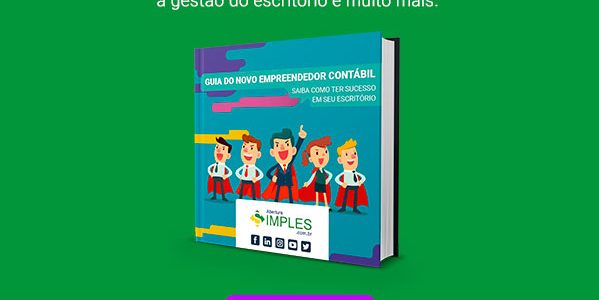 a gestão do escritório e muito mais.
GUIA DO NOVO EMPREENDEDOR CONTÁBIL
SAIBA COMO TER SUCESSO
EM SEU ESCRITÓRIO
Abertura
SIMPLES
.com.br